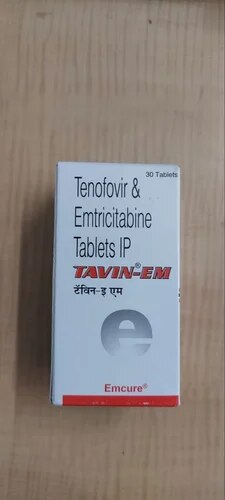 30 Tablets
Tenofovir &
Emtricitabine
Tablets IP
TAVIN®-EM
टॅविन-इ एम
e
Emcure®